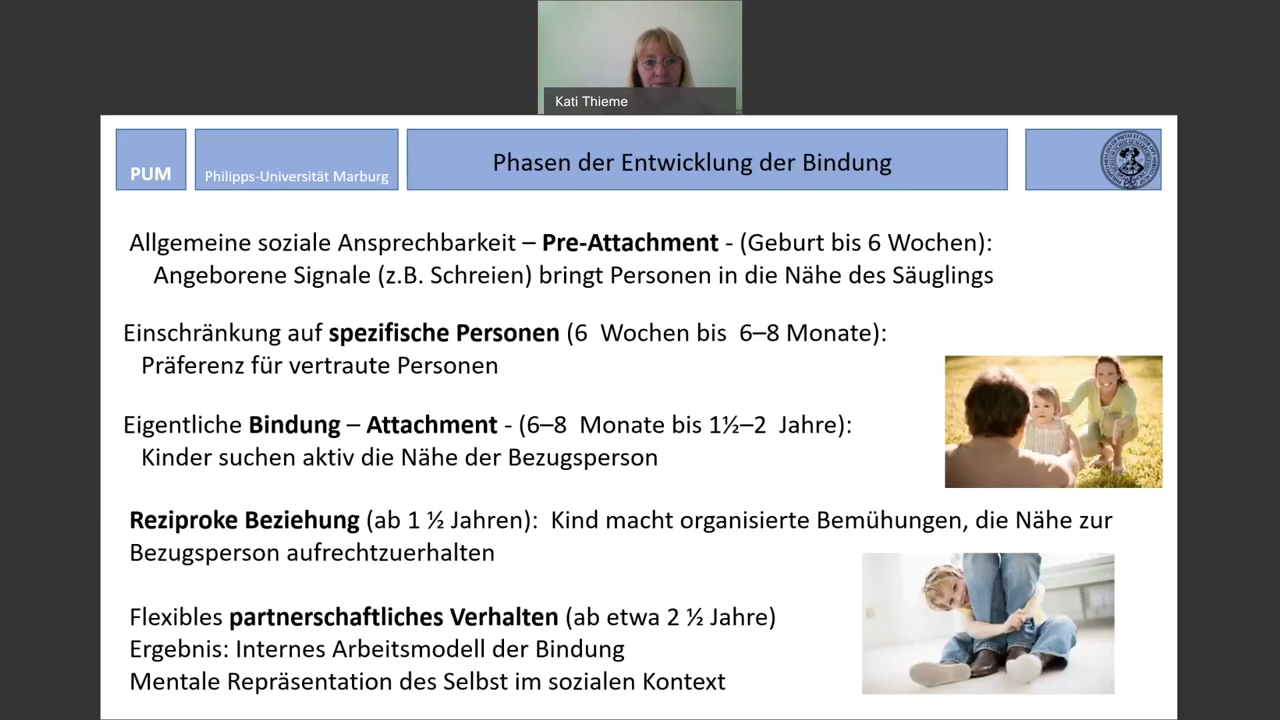 Kati Thieme
PUM
Philipps-Universität Marburg
Phasen der Entwicklung der Bindung
Allgemeine soziale Ansprechbarkeit – Pre-Attachment - (Geburt bis 6 Wochen):
Angeborene Signale (z.B. Schreien) bringt Personen in die Nähe des Säuglings
Einschränkung auf spezifische Personen (6 Wochen bis 6–8 Monate):
Präferenz für vertraute Personen
Eigentliche Bindung – Attachment - (6–8 Monate bis 1½–2 Jahre):
Kinder suchen aktiv die Nähe der Bezugsperson
Reziproke Beziehung (ab 1 ½ Jahren): Kind macht organisierte Bemühungen, die Nähe zur
Bezugsperson aufrechtzuerhalten
Flexibles partnerschaftliches Verhalten (ab etwa 2 ½ Jahre)
Ergebnis: Internes Arbeitsmodell der Bindung
Mentale Repräsentation des Selbst im sozialen Kontext